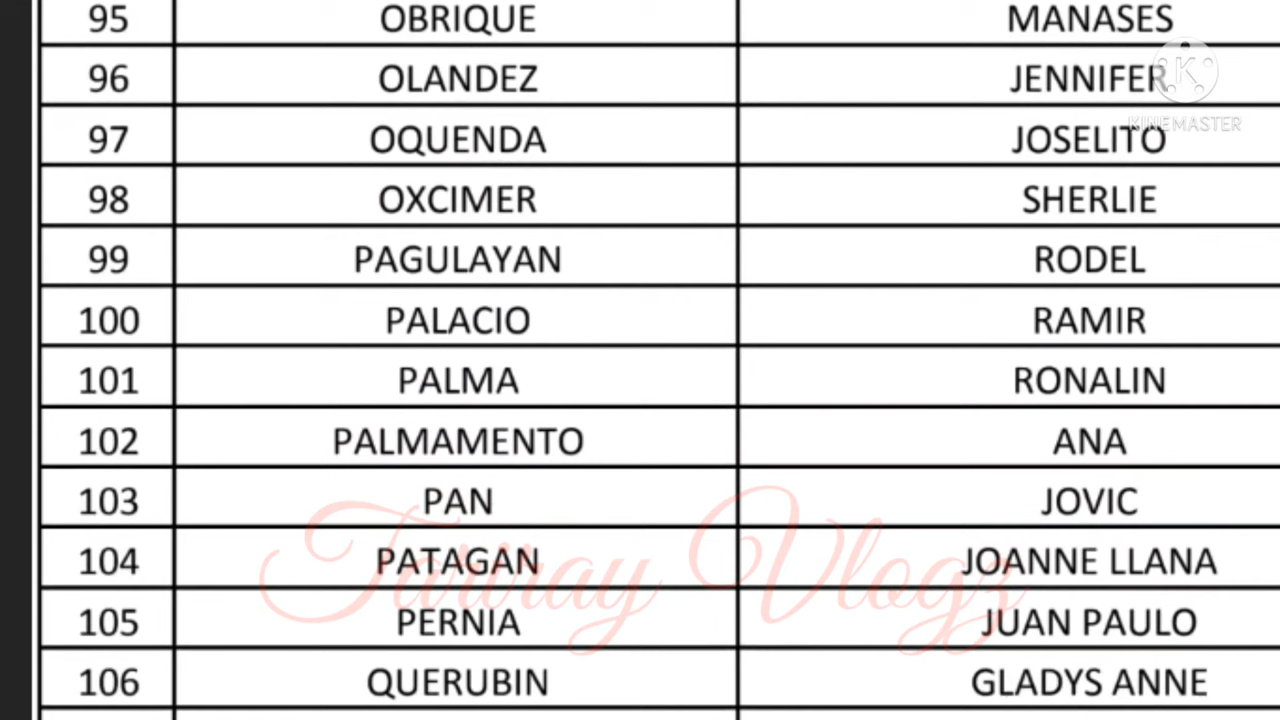 95 OBRIQUE MANASES
96 OLANDEZ JENNIFER
97 OQUENDA JOSELITO
98 OXCIMER SHERLIE
99 PAGULAYAN RODEL
100 PALACIO RAMIR
101 PALMA RONALIN
102 PALMAMENTO ANA
103 PAN JOVIC
104 PATAGAN JOANNE LLANA
105 PERNIA JUAN PAULO
106 QUERUBIN GLADYS ANNE
K
KINEMASTER
Vlogz